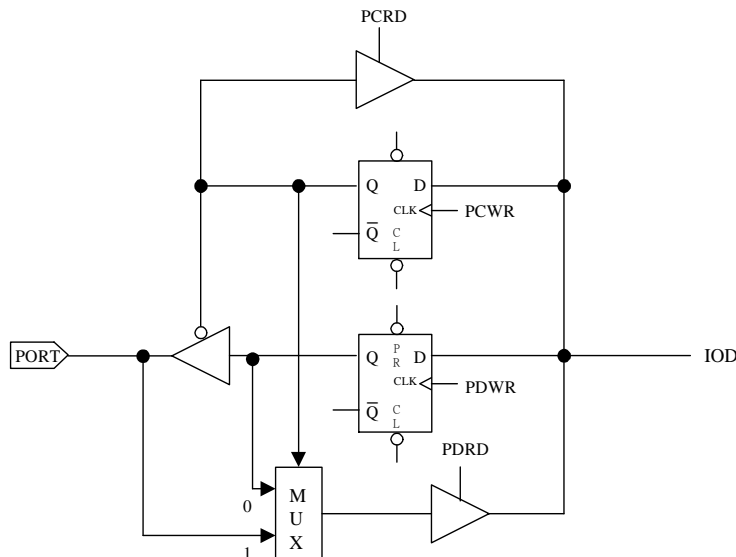 PCRD
Q D
CLK PCWR
Q̅ C
L
PORT
Q P D
R
IOD
CLK PDWR
Q̅ C
L
PDRD
0 M
U
1 X